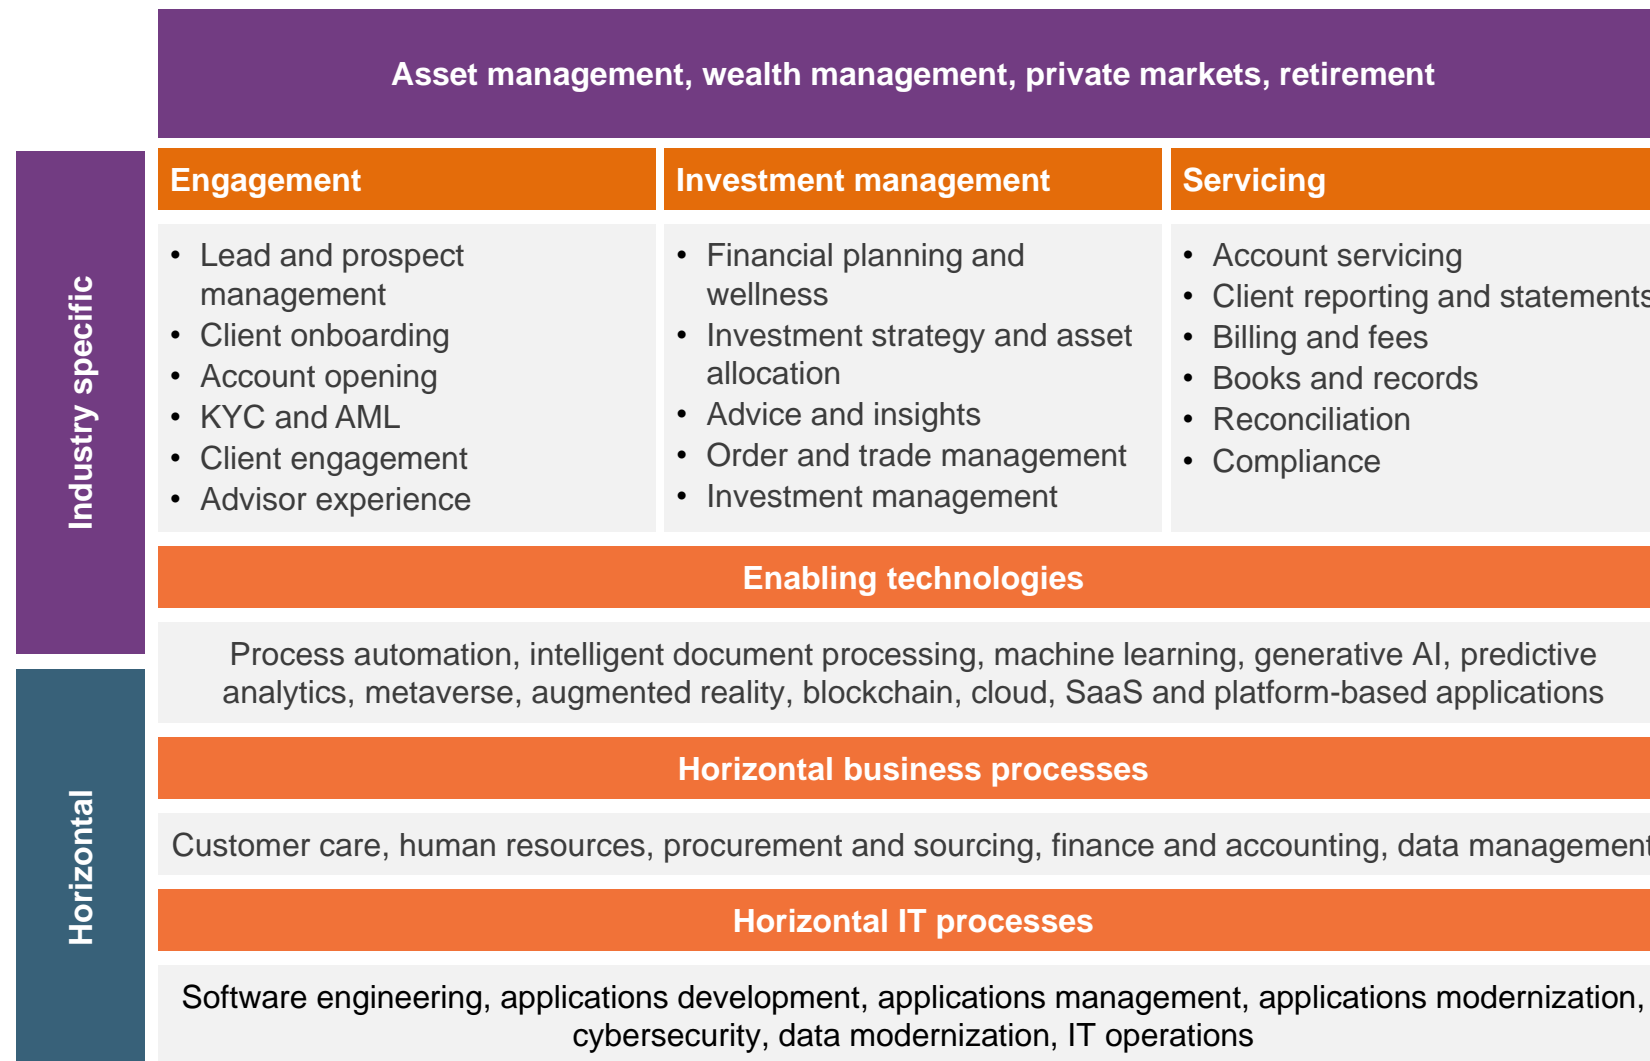 Asset management, wealth management, private markets, retirement
Industry specific
Engagement
• Lead and prospect
management
• Client onboarding
• Account opening
• KYC and AML
• Client engagement
• Advisor experience
Investment management
• Financial planning and
wellness
• Investment strategy and asset
allocation
• Advice and insights
• Order and trade management
• Investment management
Servicing
• Account servicing
• Client reporting and statements
• Billing and fees
• Books and records
• Reconciliation
• Compliance
Enabling technologies
Process automation, intelligent document processing, machine learning, generative AI, predictive
analytics, metaverse, augmented reality, blockchain, cloud, SaaS and platform-based applications
Horizontal
Horizontal business processes
Customer care, human resources, procurement and sourcing, finance and accounting, data management
Horizontal IT processes
Software engineering, applications development, applications management, applications modernization,
cybersecurity, data modernization, IT operations